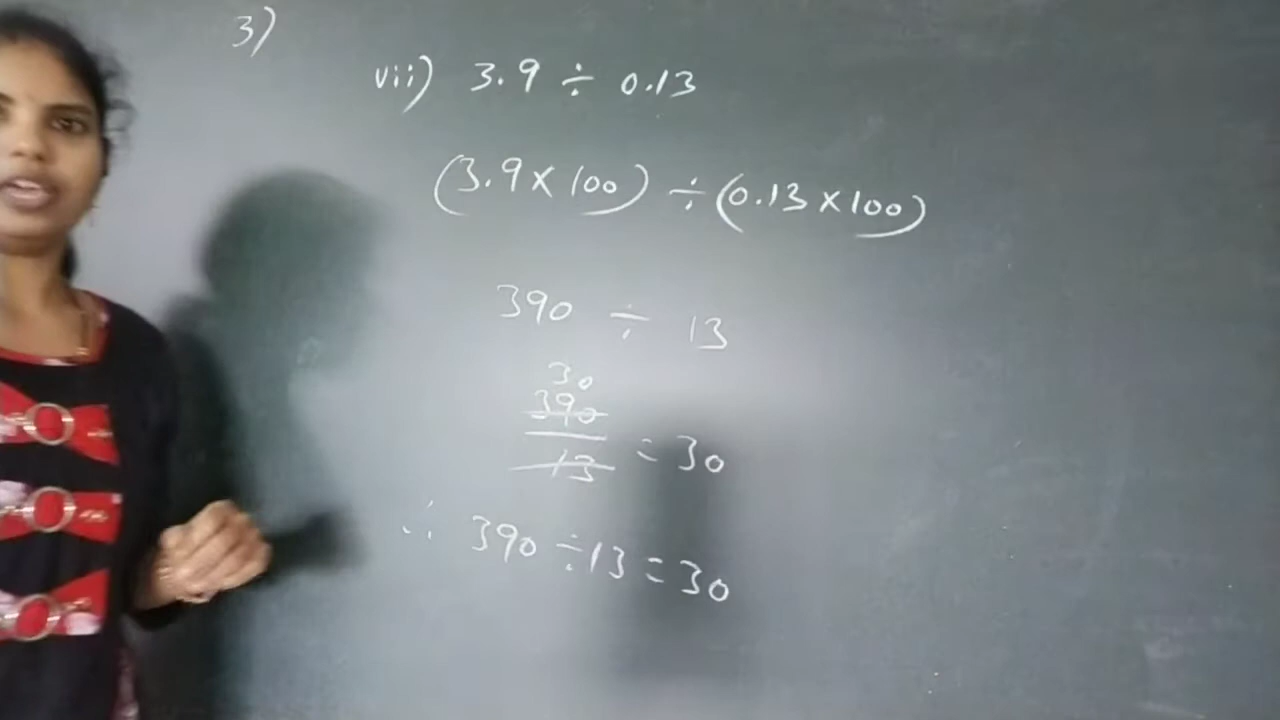 3)
vii) 3.9 ÷ 0.13
(3.9 × 100) ÷ (0.13 × 100)
390 ÷ 13
30
390
13 = 30
∴ 390 ÷ 13 = 30